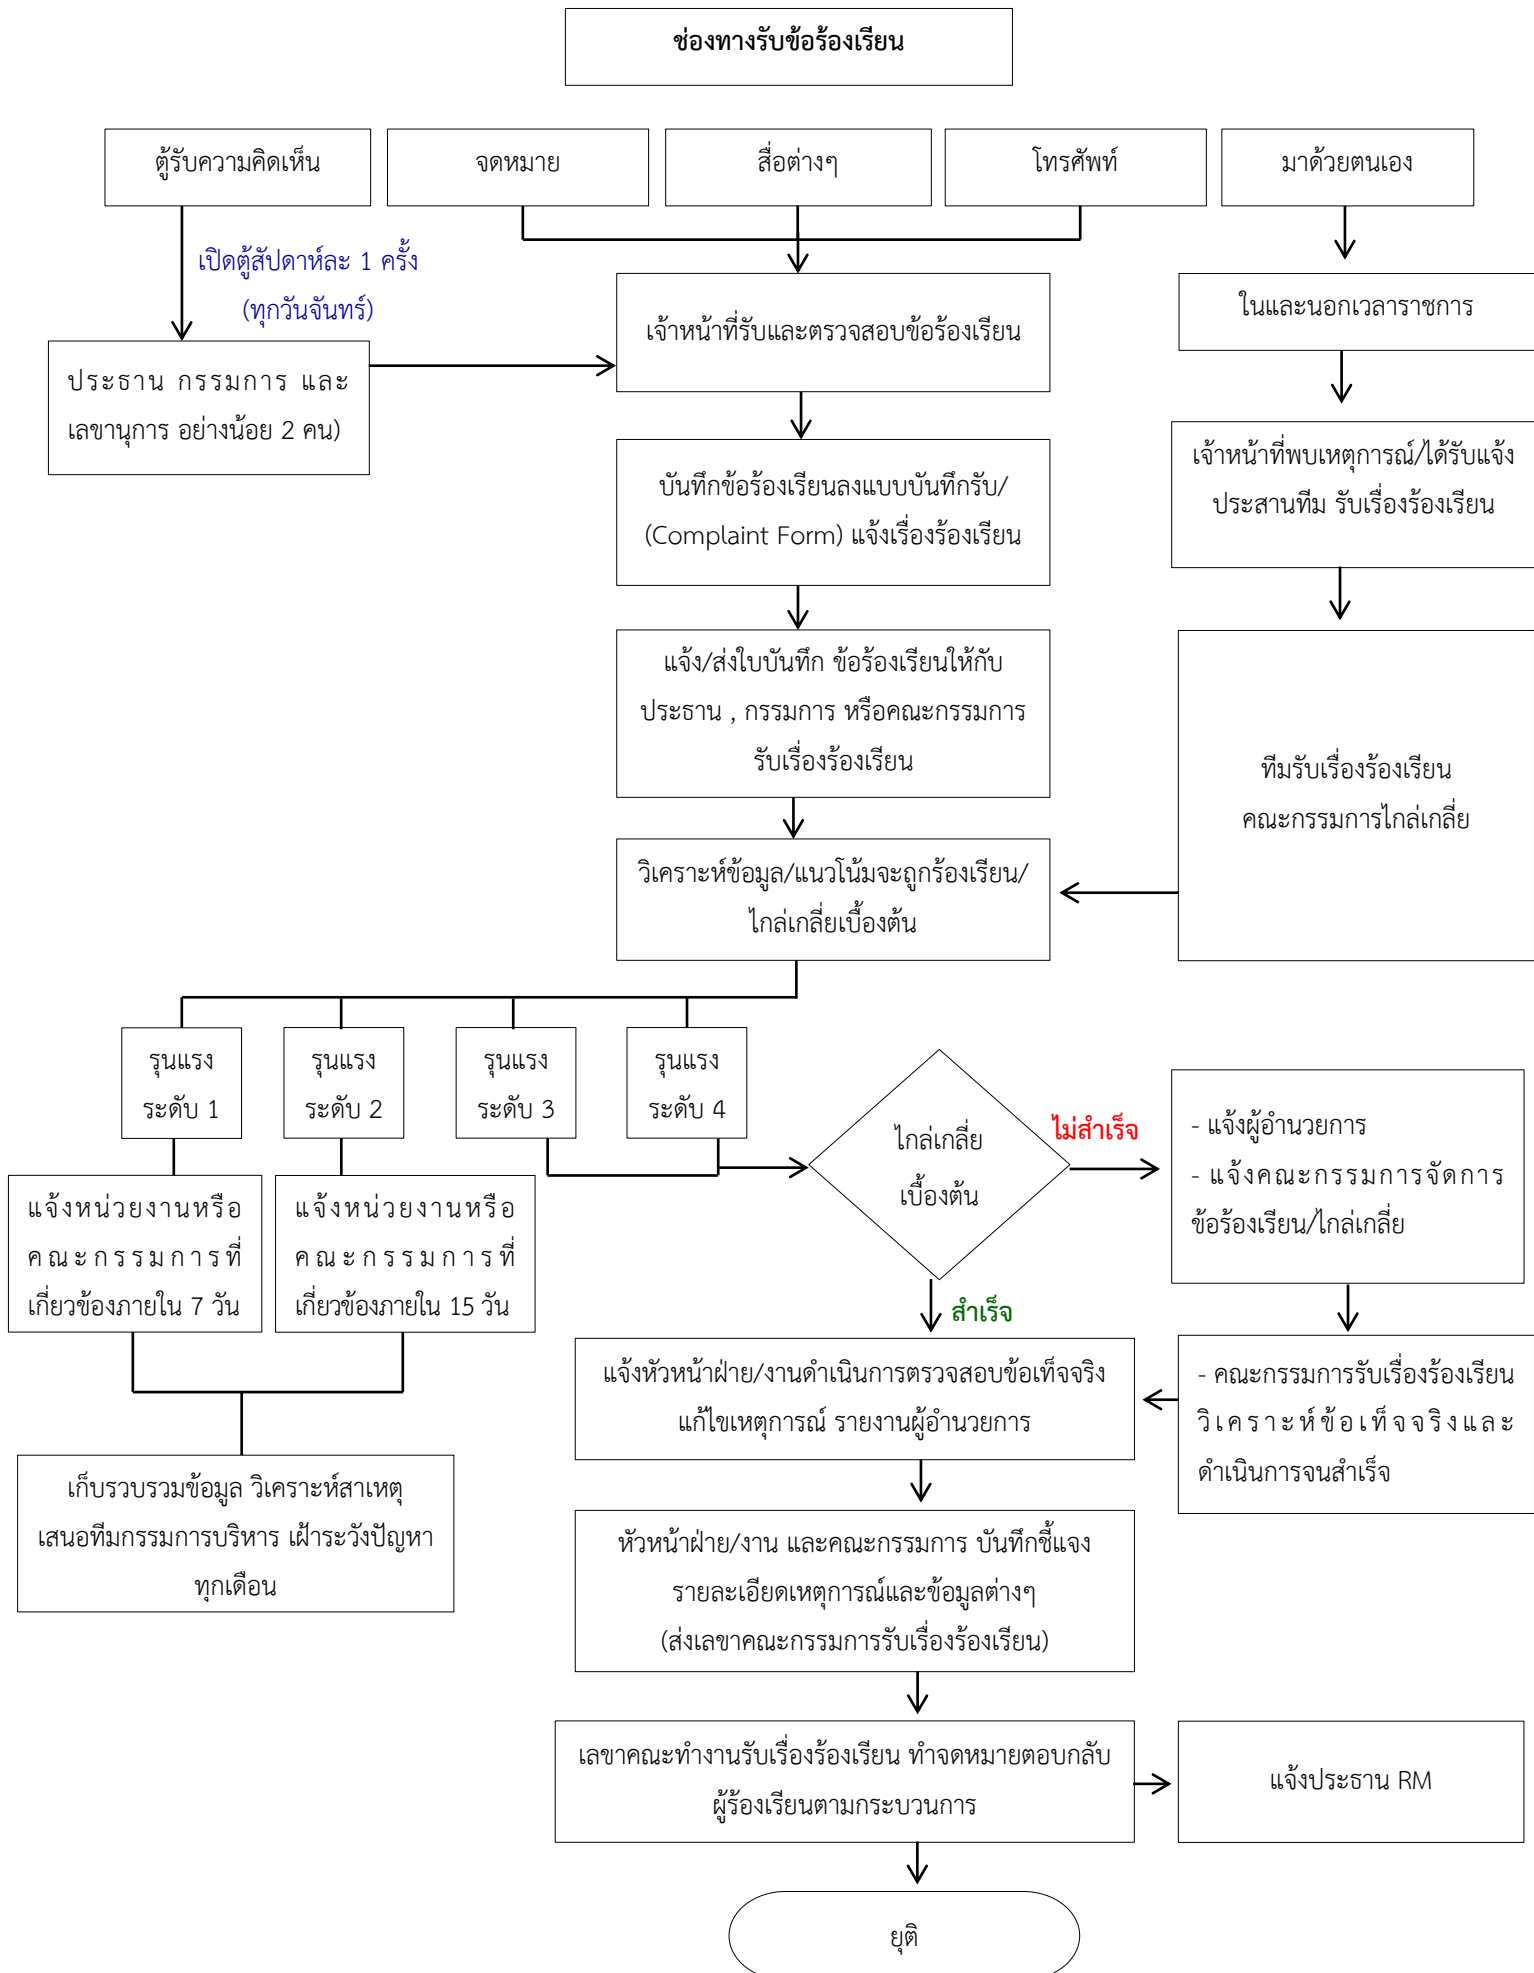 ช่องทางรับข้อร้องเรียน
ตู้รับความคิดเห็น
จดหมาย
สื่อต่างๆ
โทรศัพท์
มาด้วยตนเอง
เปิดตู้สัปดาห์ละ 1 ครั้ง
(ทุกวันจันทร์)
ประธาน กรรมการ และ
เลขานุการ อย่างน้อย 2 คน)
เจ้าหน้าที่รับและตรวจสอบข้อร้องเรียน
ในและนอกเวลาราชการ
บันทึกข้อร้องเรียนลงแบบบันทึกรับ/
(Complaint Form) แจ้งเรื่องร้องเรียน
เจ้าหน้าที่พบเหตุการณ์/ได้รับแจ้ง
ประสานทีม รับเรื่องร้องเรียน
แจ้ง/ส่งใบบันทึก ข้อร้องเรียนให้กับ
ประธาน , กรรมการ หรือคณะกรรมการ
รับเรื่องร้องเรียน
ทีมรับเรื่องร้องเรียน
คณะกรรมการไกล่เกลี่ย
วิเคราะห์ข้อมูล/แนวโน้มจะถูกร้องเรียน/
ไกล่เกลี่ยเบื้องต้น
รุนแรง
ระดับ 1
รุนแรง
ระดับ 2
รุนแรง
ระดับ 3
รุนแรง
ระดับ 4
ไกล่เกลี่ย
เบื้องต้น
ไม่สำเร็จ
- แจ้งผู้อำนวยการ
- แจ้งคณะกรรมการจัดการ
ข้อร้องเรียน/ไกล่เกลี่ย
แจ้งหน่วยงานหรือ
คณะกรรมการที่
เกี่ยวข้องภายใน 7 วัน
แจ้งหน่วยงานหรือ
คณะกรรมการที่
เกี่ยวข้องภายใน 15 วัน
สำเร็จ
แจ้งหัวหน้าฝ่าย/งานดำเนินการตรวจสอบข้อเท็จจริง
แก้ไขเหตุการณ์ รายงานผู้อำนวยการ
- คณะกรรมการรับเรื่องร้องเรียน
วิเคราะห์ข้อเท็จจริงและ
ดำเนินการจนสำเร็จ
เก็บรวบรวมข้อมูล วิเคราะห์สาเหตุ
เสนอทีมกรรมการบริหาร เฝ้าระวังปัญหา
ทุกเดือน
หัวหน้าฝ่าย/งาน และคณะกรรมการ บันทึกชี้แจง
รายละเอียดเหตุการณ์และข้อมูลต่างๆ
(ส่งเลขาคณะกรรมการรับเรื่องร้องเรียน)
เลขาคณะทำงานรับเรื่องร้องเรียน ทำจดหมายตอบกลับ
ผู้ร้องเรียนตามกระบวนการ
แจ้งประธาน RM
ยุติ